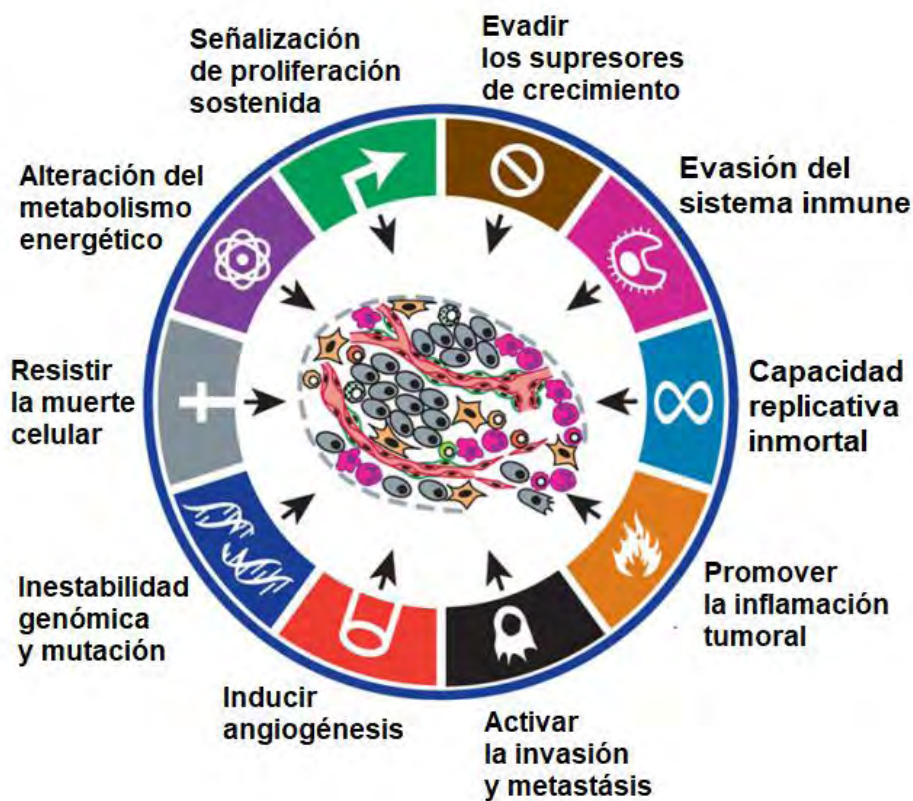 Señalización
de proliferación
sostenida
Evadir
los supresores
de crecimiento
Evasión del
sistema inmune
Capacidad
replicativa
inmortal
Promover
la inflamación
tumoral
Activar
la invasión
y metastásis
Inducir
angiogénesis
Inestabilidad
genómica
y mutación
Resistir
la muerte
celular
Alteración del
metabolismo
energético